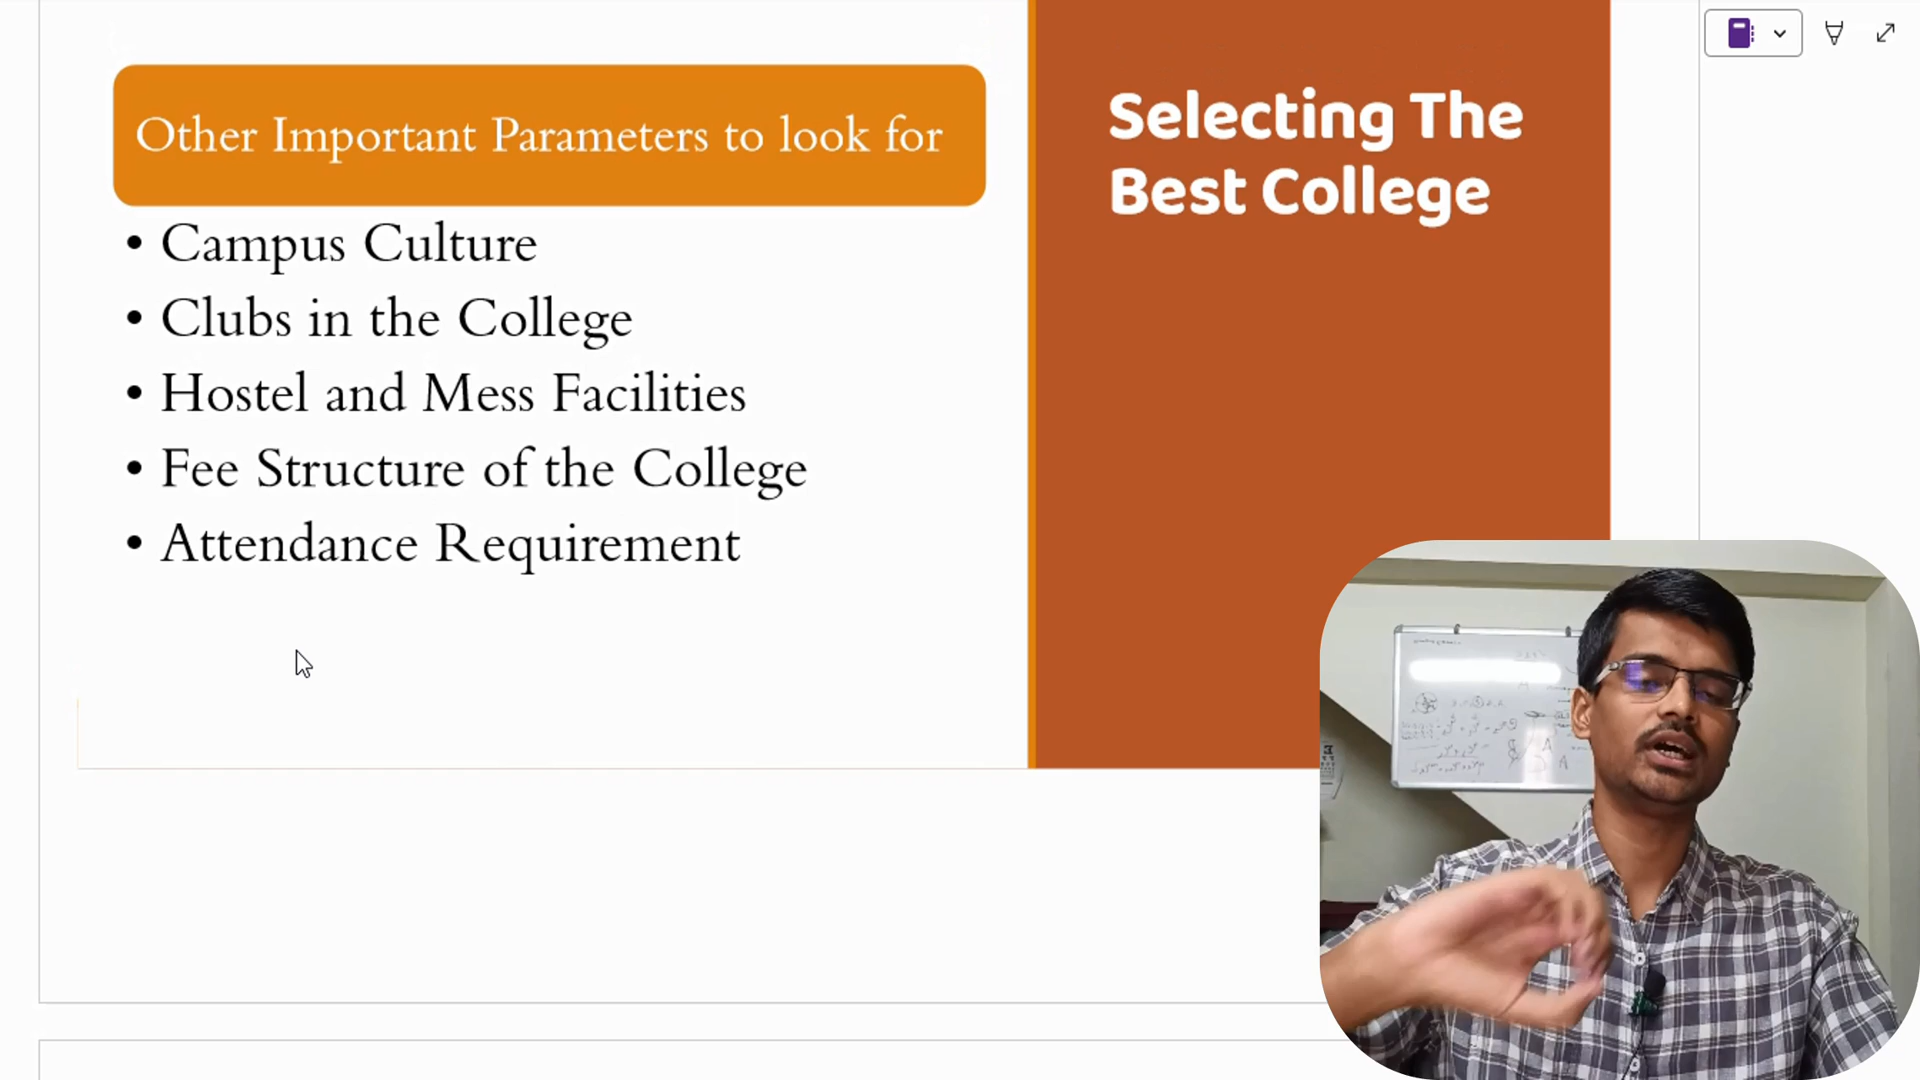 Other Important Parameters to look for
• Campus Culture
• Clubs in the College
• Hostel and Mess Facilities
• Fee Structure of the College
• Attendance Requirement
Selecting The
Best College